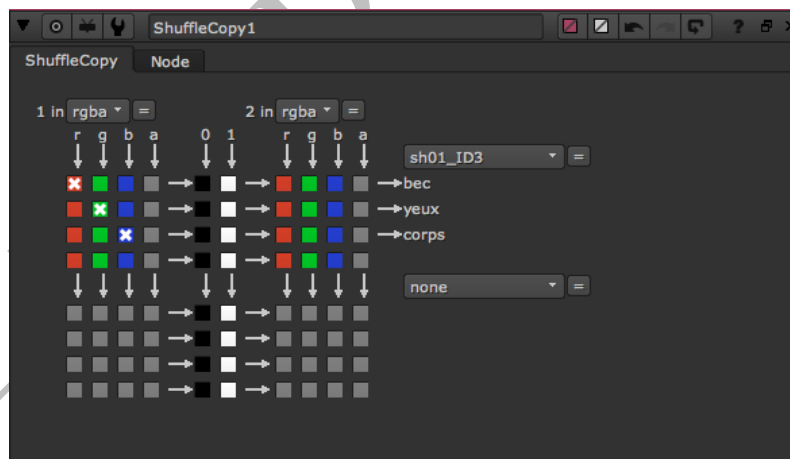 ShuffleCopy1 ?
ShuffleCopy Node
1 in rgba = 2 in rgba =
r g b a 0 1 r g b a
sh01_ID3 =
bec
yeux
corps
none =